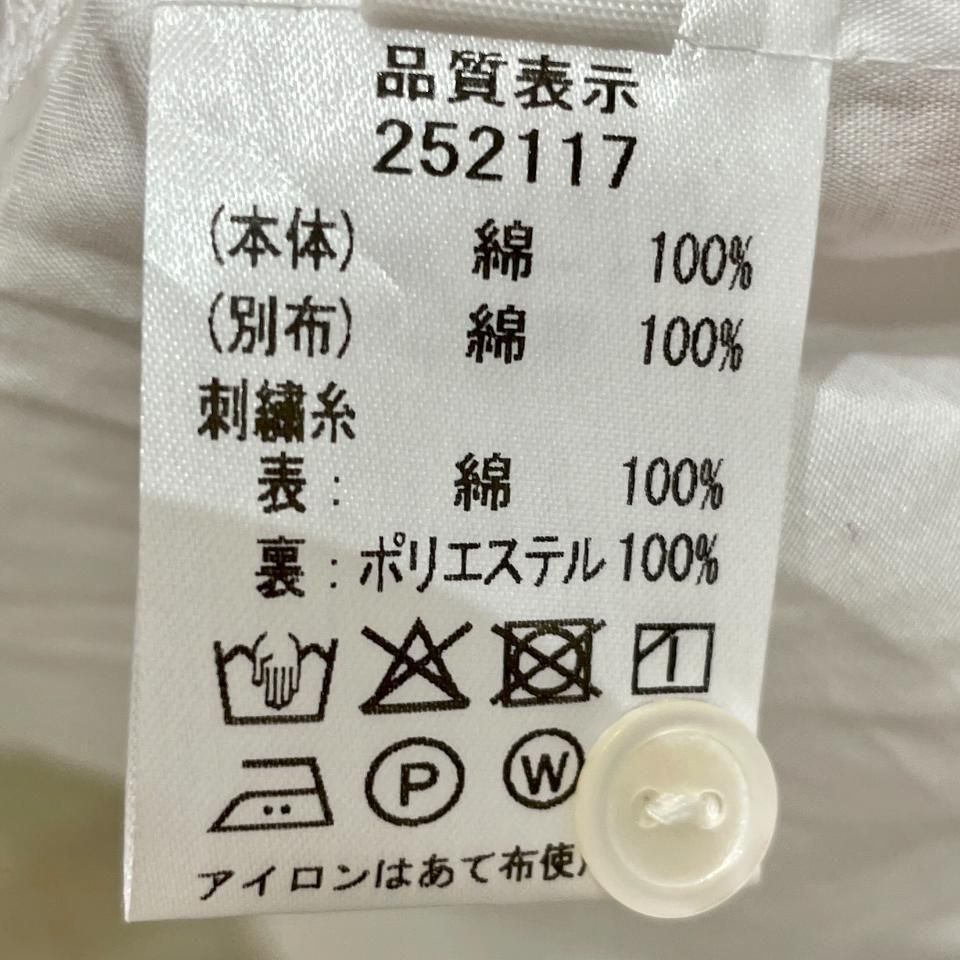 品質表示
252117
(本体) 綿 100%
(別布) 綿 100%
刺繍糸
表: 綿 100%
裏:ポリエステル100%
P W
アイロンはあて布使